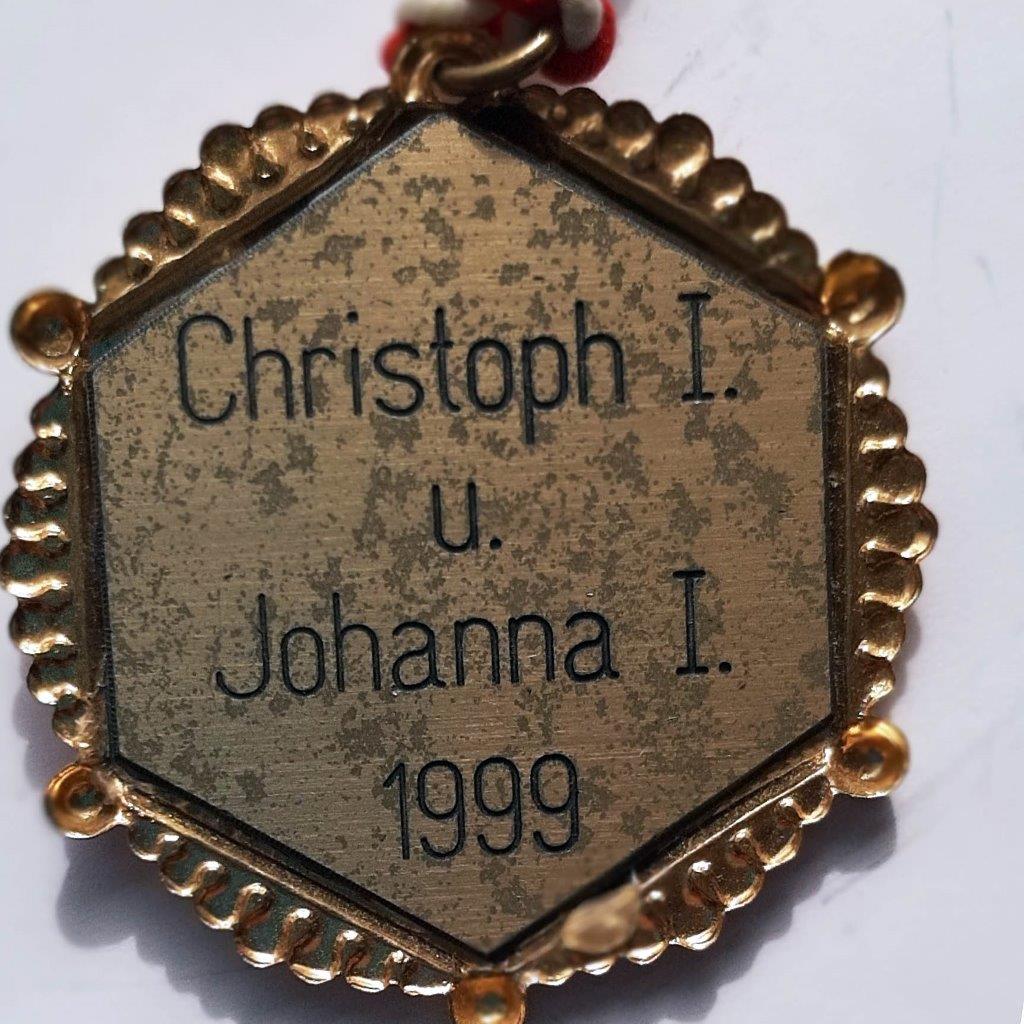 Christoph I.
u.
Johanna I.
1999